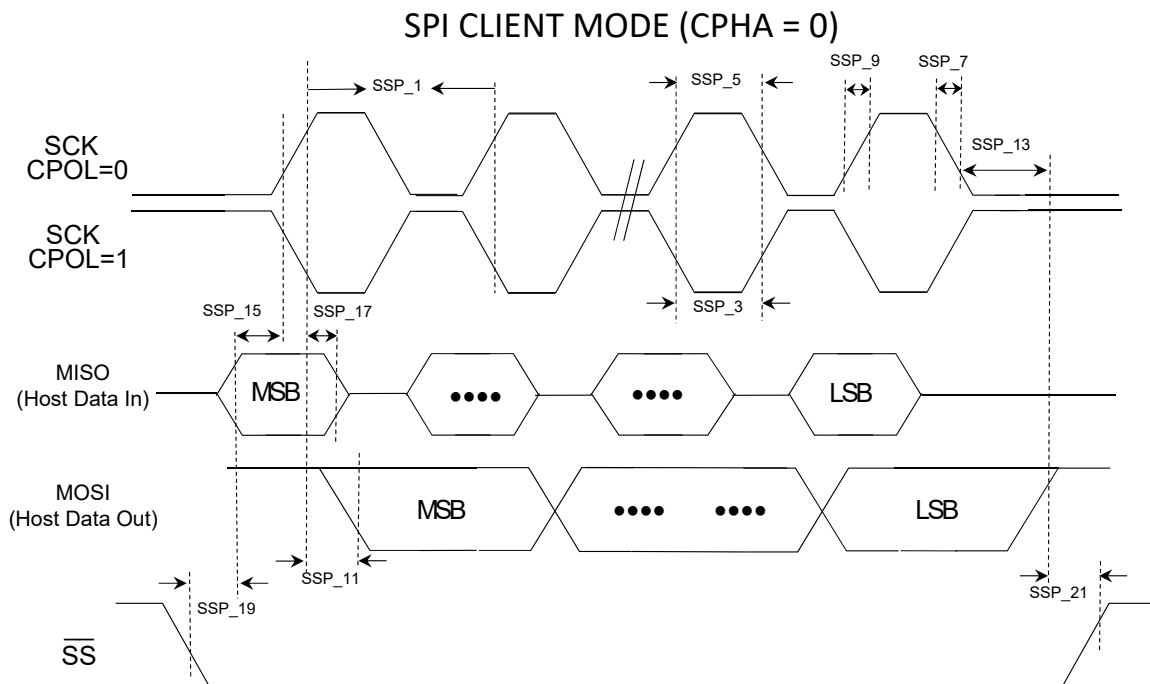 SPI CLIENT MODE (CPHA = 0)
SSP_1
SSP_5
SSP_9
SSP_7
SCK
CPOL=0
SSP_13
SCK
CPOL=1
SSP_15
SSP_17
SSP_3
MISO
(Host Data In)
MSB
••••
••••
LSB
MOSI
(Host Data Out)
MSB
•••• ••••
LSB
SSP_11
SSP_19
SSP_21
S̅S̅